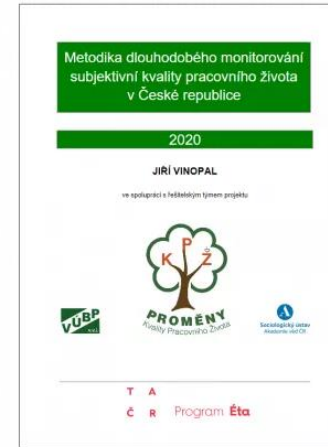 Metodika dlouhodobého monitorování
subjektivní kvality pracovního života
v České republice
2020
JIŘÍ VINOPAL
ve spolupráci s řešitelským týmem projektu
P
K Ž
PROMĚNY
Kvality Pracovního Života
VÚBP
v.v.i.
Sociologický ústav
Akademie věd ČR
T A
Č R Program Éta